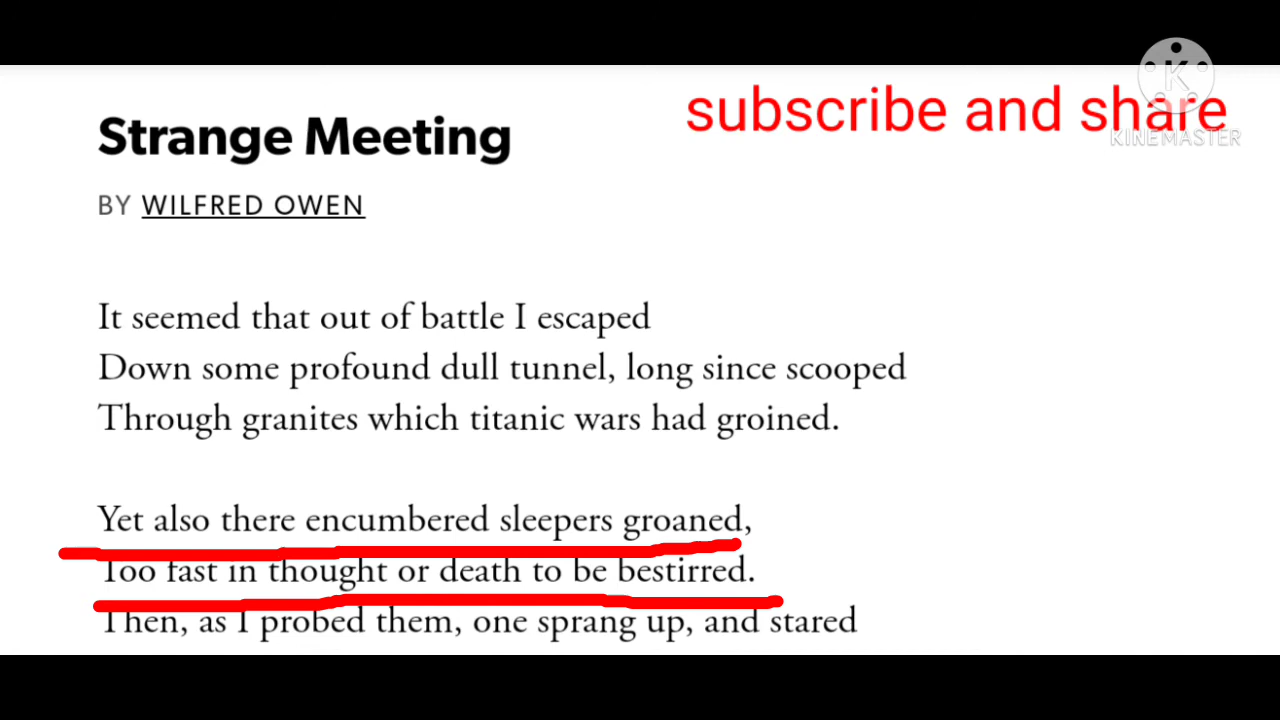 subscribe and share
K
KINEMASTER
Strange Meeting
BY WILFRED OWEN
It seemed that out of battle I escaped
Down some profound dull tunnel, long since scooped
Through granites which titanic wars had groined.
Yet also there encumbered sleepers groaned,
Too fast in thought or death to be bestirred.
Then, as I probed them, one sprang up, and stared